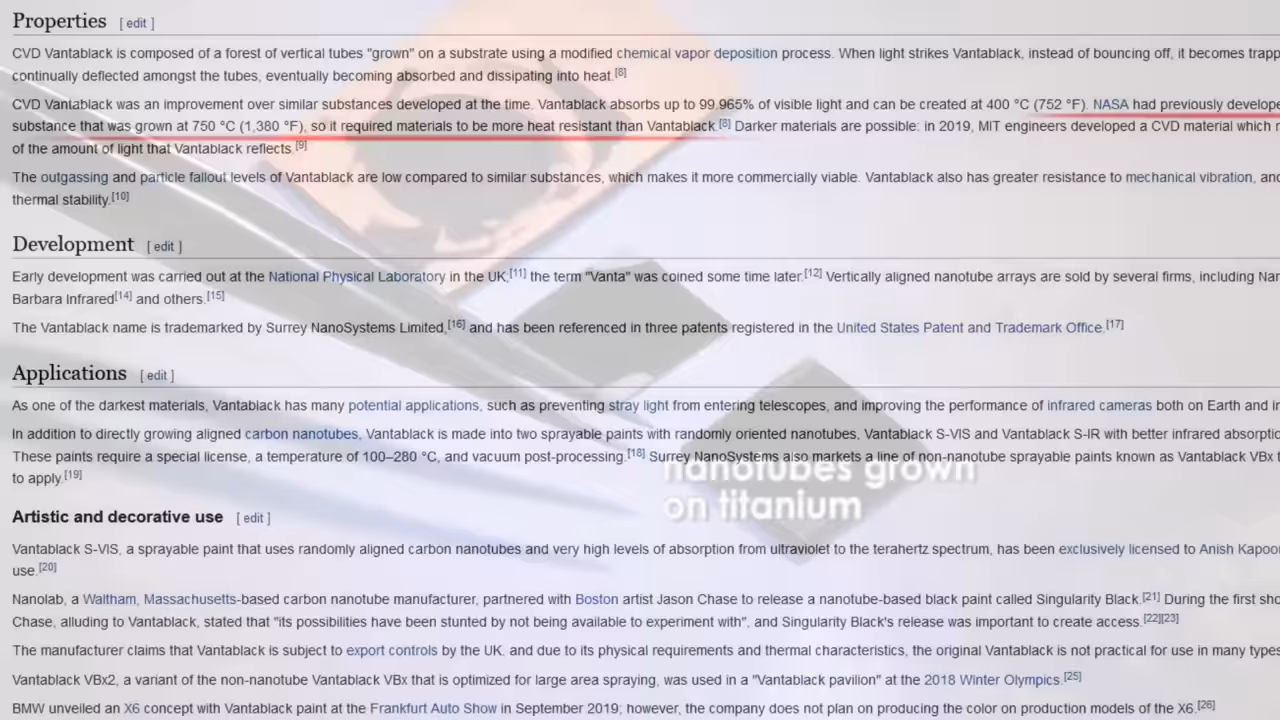 Properties [ edit ]
CVD Vantablack is composed of a forest of vertical tubes "grown" on a substrate using a modified chemical vapor deposition process. When light strikes Vantablack, instead of bouncing off, it becomes trapp
continually deflected amongst the tubes, eventually becoming absorbed and dissipating into heat.[8]
CVD Vantablack was an improvement over similar substances developed at the time. Vantablack absorbs up to 99.965% of visible light and can be created at 400 °C (752 °F). NASA had previously develope
substance that was grown at 750 °C (1,380 °F), so it required materials to be more heat resistant than Vantablack.[8] Darker materials are possible: in 2019, MIT engineers developed a CVD material which r
of the amount of light that Vantablack reflects.[9]
The outgassing and particle fallout levels of Vantablack are low compared to similar substances, which makes it more commercially viable. Vantablack also has greater resistance to mechanical vibration, and
thermal stability.[10]
Development [ edit ]
Early development was carried out at the National Physical Laboratory in the UK;[11] the term "Vanta" was coined some time later.[12] Vertically aligned nanotube arrays are sold by several firms, including Nan
Barbara Infrared[14] and others.[15]
The Vantablack name is trademarked by Surrey NanoSystems Limited,[16] and has been referenced in three patents registered in the United States Patent and Trademark Office.[17]
Applications [ edit ]
As one of the darkest materials, Vantablack has many potential applications, such as preventing stray light from entering telescopes, and improving the performance of infrared cameras both on Earth and in
In addition to directly growing aligned carbon nanotubes, Vantablack is made into two sprayable paints with randomly oriented nanotubes, Vantablack S-VIS and Vantablack S-IR with better infrared absorptio
These paints require a special license, a temperature of 100–280 °C, and vacuum post-processing.[18] Surrey NanoSystems also markets a line of non-nanotube sprayable paints known as Vantablack VBx t
to apply.[19]
nanotubes grown
on titanium
Artistic and decorative use [ edit ]
Vantablack S-VIS, a sprayable paint that uses randomly aligned carbon nanotubes and very high levels of absorption from ultraviolet to the terahertz spectrum, has been exclusively licensed to Anish Kapoor
use.[20]
Nanolab, a Waltham, Massachusetts-based carbon nanotube manufacturer, partnered with Boston artist Jason Chase to release a nanotube-based black paint called Singularity Black.[21] During the first sho
Chase, alluding to Vantablack, stated that "its possibilities have been stunted by not being available to experiment with", and Singularity Black's release was important to create access.[22][23]
The manufacturer claims that Vantablack is subject to export controls by the UK, and due to its physical requirements and thermal characteristics, the original Vantablack is not practical for use in many types
Vantablack VBx2, a variant of the non-nanotube Vantablack VBx that is optimized for large area spraying, was used in a "Vantablack pavilion" at the 2018 Winter Olympics.[25]
BMW unveiled an X6 concept with Vantablack paint at the Frankfurt Auto Show in September 2019; however, the company does not plan on producing the color on production models of the X6.[26]